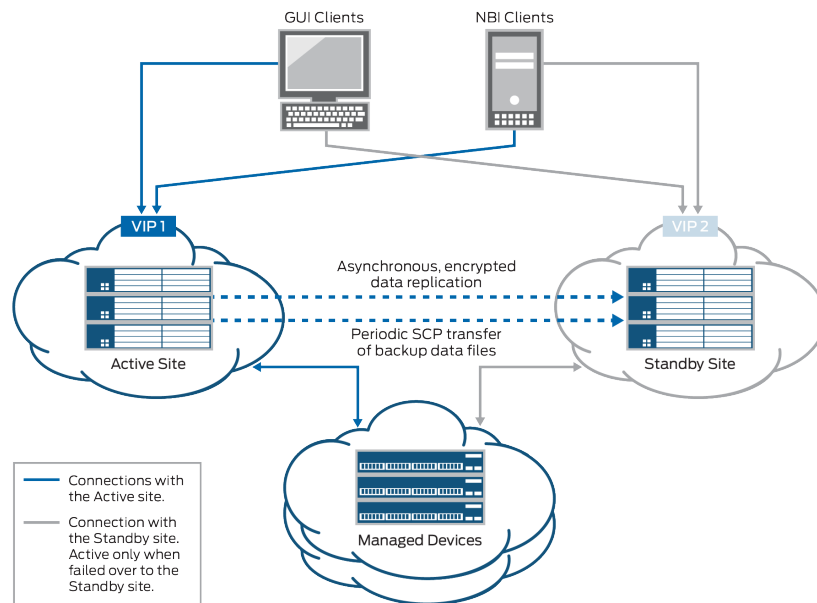 GUI Clients
NBI Clients
VIP 1
VIP 2
Asynchronous, encrypted
data replication
Periodic SCP transfer
of backup data files
Active Site
Standby Site
Managed Devices
Connections with
the Active site.
Connection with
the Standby site.
Active only when
failed over to the
Standby site.